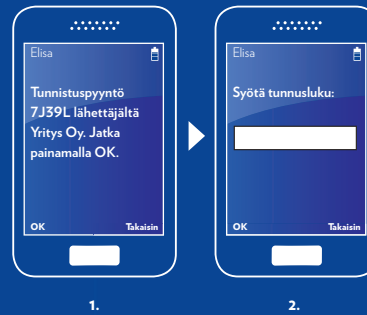 Elisa
Tunnistuspyyntö
7J39L lähettäjältä
Yritys Oy. Jatka
painamalla OK.
OK Takaisin
1.
Elisa
Syötä tunnusluku:
OK Takaisin
2.